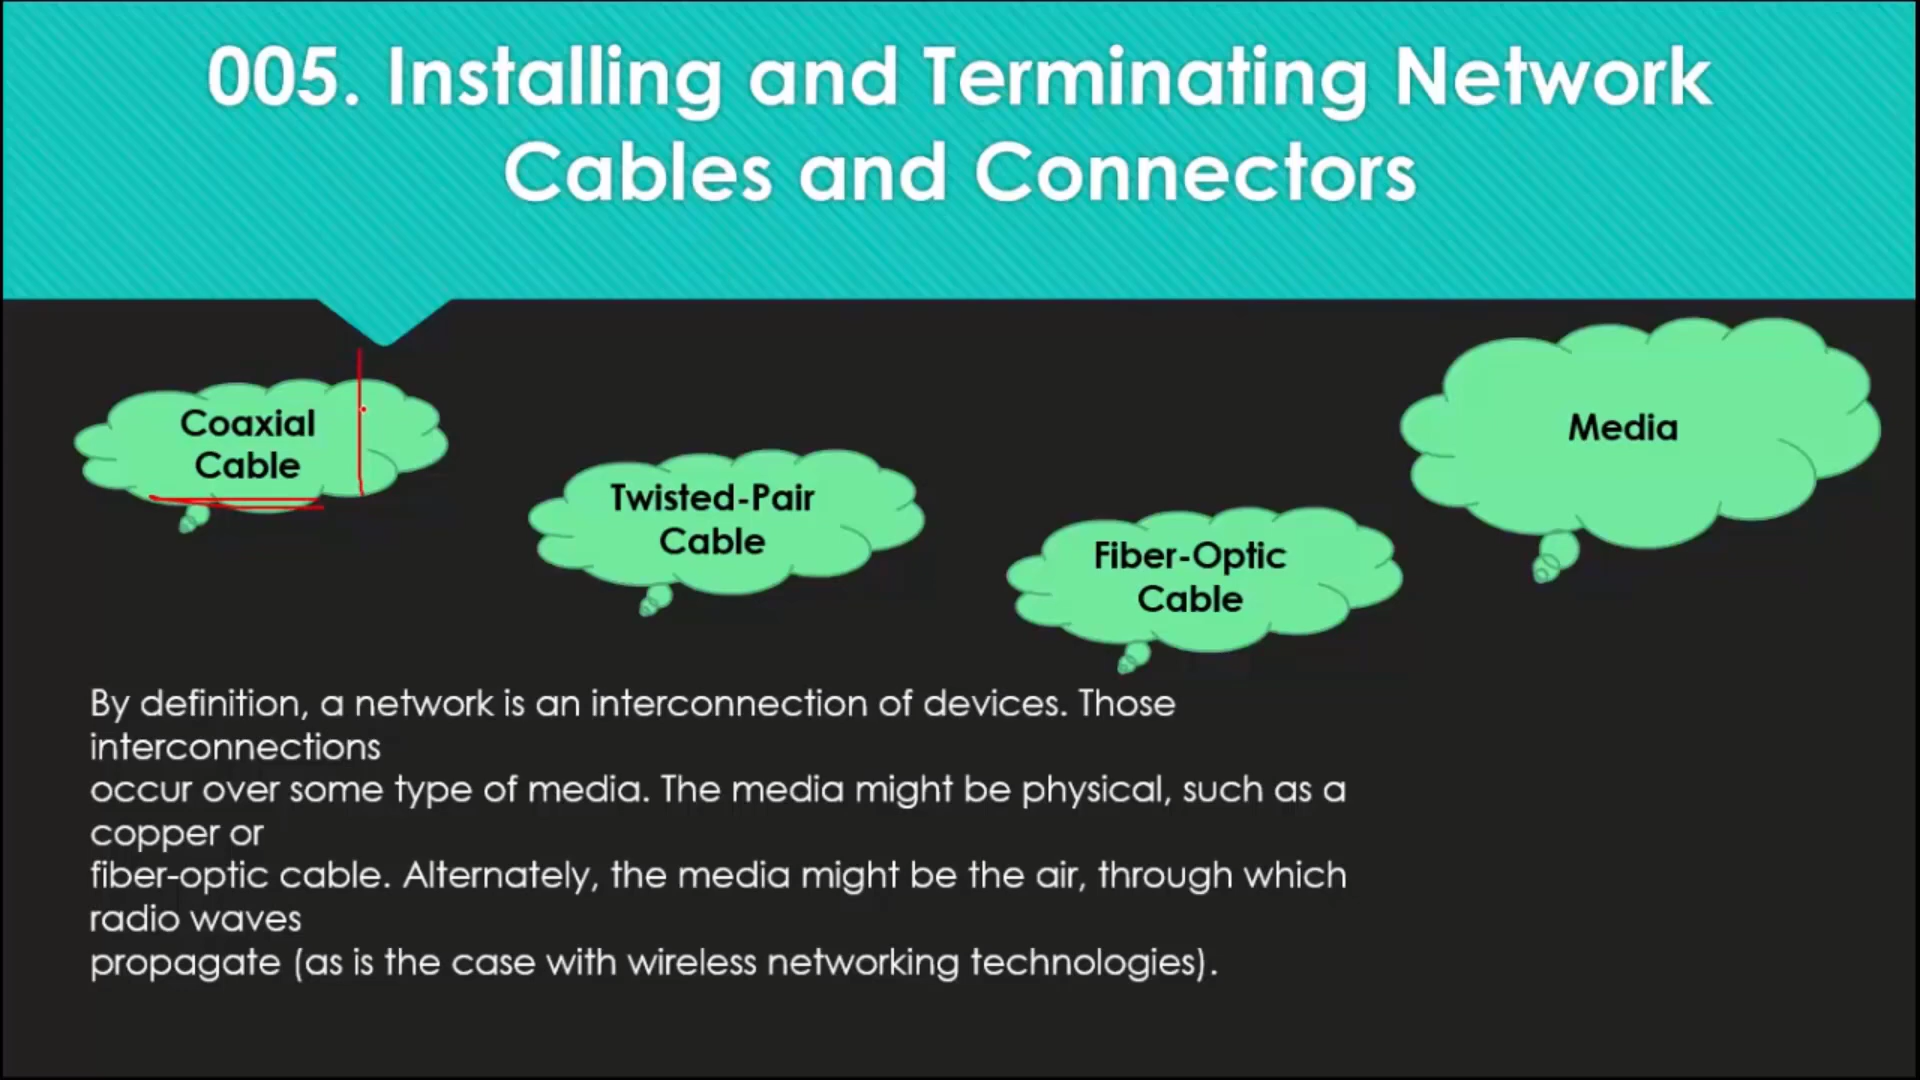 005. Installing and Terminating Network
Cables and Connectors
Coaxial
Cable
Twisted-Pair
Cable
Fiber-Optic
Cable
Media
By definition, a network is an interconnection of devices. Those
interconnections
occur over some type of media. The media might be physical, such as a
copper or
fiber-optic cable. Alternately, the media might be the air, through which
radio waves
propagate (as is the case with wireless networking technologies).